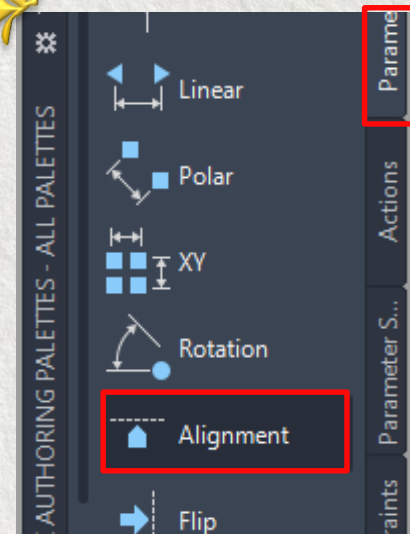 Linear
Polar
XY
Rotation
Alignment
Flip
AUTHORING PALETTES - ALL PALETTES
Parame
Actions
Parameter S...
raints